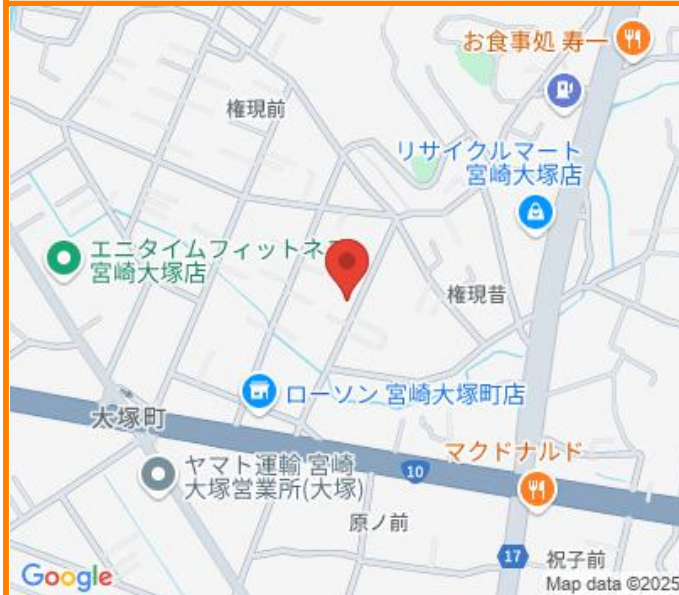 お食事処 寿一
権現前
リサイクルマート
宮崎大塚店
エニタイムフィットネス
宮崎大塚店
権現昔
ローソン 宮崎大塚町店
大塚町
マクドナルド
ヤマト運輸 宮崎
大塚営業所(大塚)
10
原ノ前
17
祝子前
Google
Map data ©2025